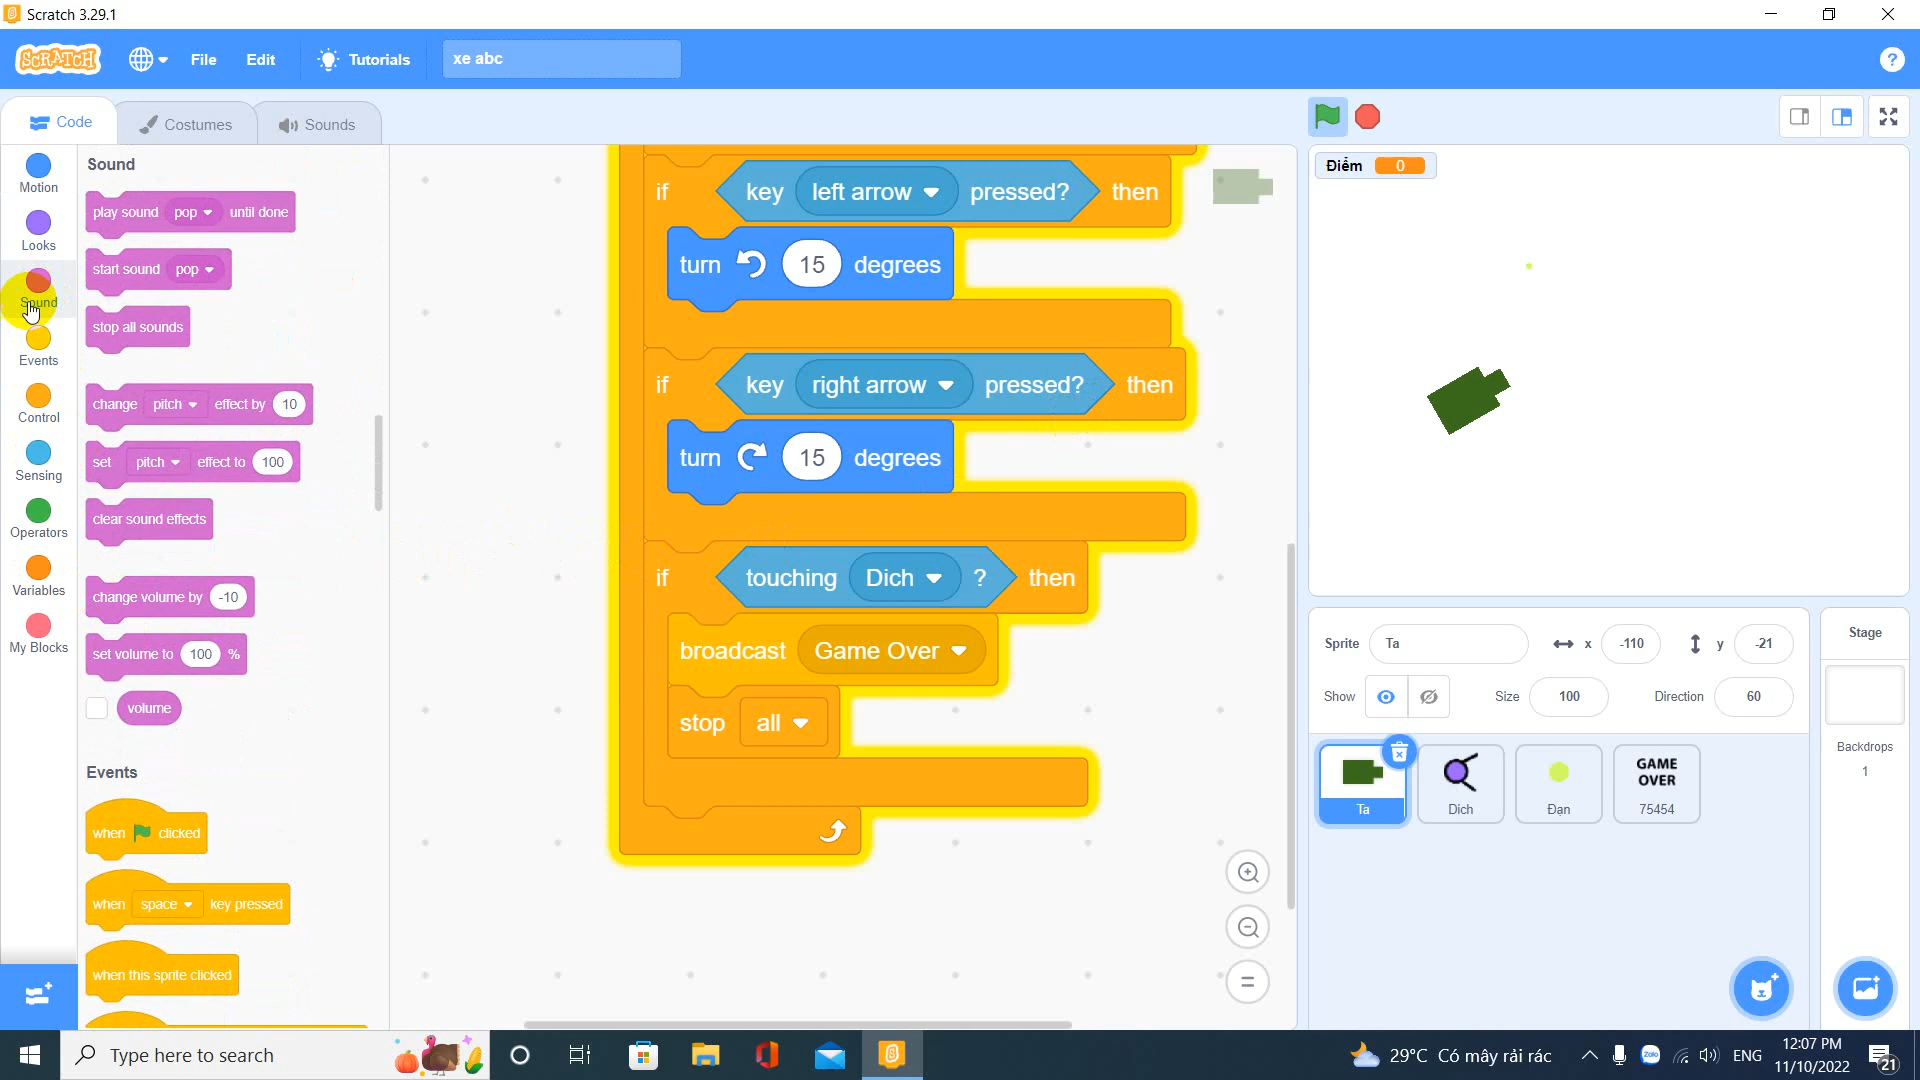 Scratch 3.29.1
SCRATCH
File
Edit
Tutorials
xe abc
?
Code
Costumes
Sounds
Motion
Looks
Sound
Events
Control
Sensing
Operators
Variables
My Blocks
Sound
play sound pop until done
start sound pop
stop all sounds
change pitch effect by 10
set pitch effect to 100
clear sound effects
change volume by -10
set volume to 100 %
volume
Events
when clicked
when space key pressed
when this sprite clicked
if key left arrow pressed? then
turn 15 degrees
if key right arrow pressed? then
turn 15 degrees
if touching Dich ? then
broadcast Game Over
stop all
Điểm 0
Sprite Ta x -110 y -21
Show Size 100 Direction 60
Ta
Dich
Đạn
GAME
OVER
75454
Stage
Backdrops
1
Type here to search
29°C Có mây rải rác
Zalo
ENG
12:07 PM
11/10/2022
21